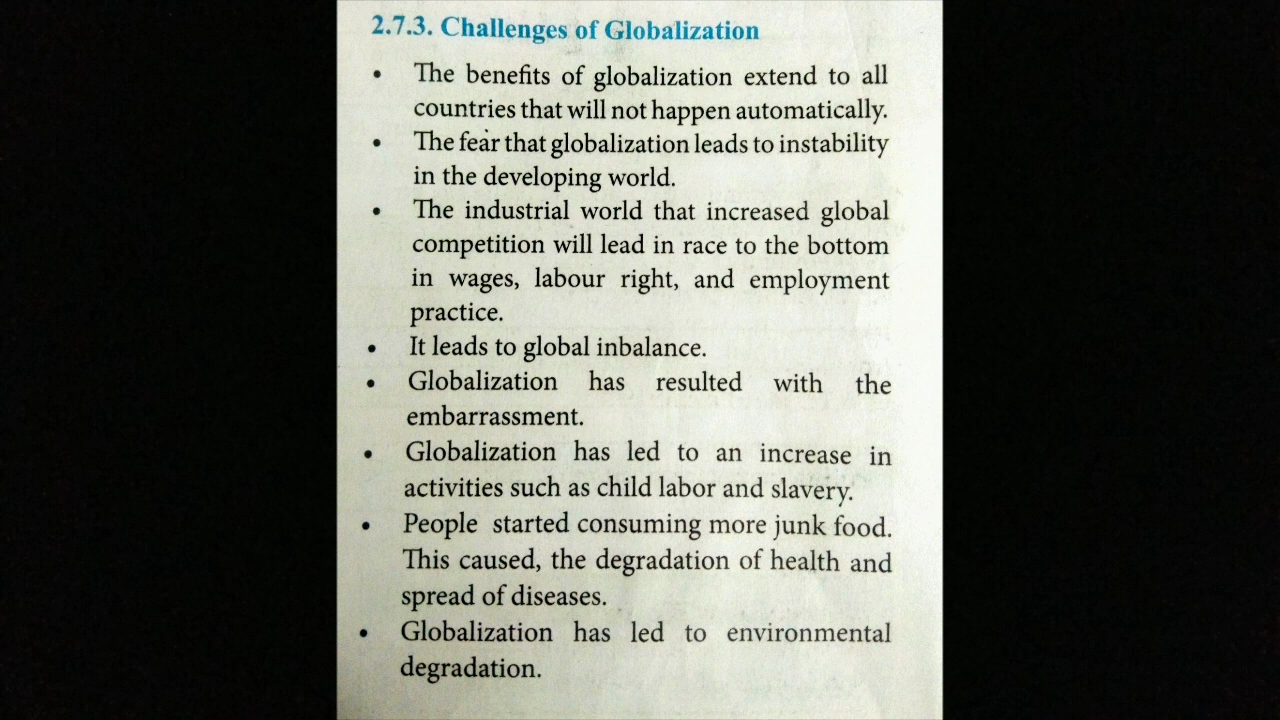 2.7.3. Challenges of Globalization
• The benefits of globalization extend to all
countries that will not happen automatically.
• The fear that globalization leads to instability
in the developing world.
• The industrial world that increased global
competition will lead in race to the bottom
in wages, labour right, and employment
practice.
• It leads to global inbalance.
• Globalization has resulted with the
embarrassment.
• Globalization has led to an increase in
activities such as child labor and slavery.
• People started consuming more junk food.
This caused, the degradation of health and
spread of diseases.
• Globalization has led to environmental
degradation.